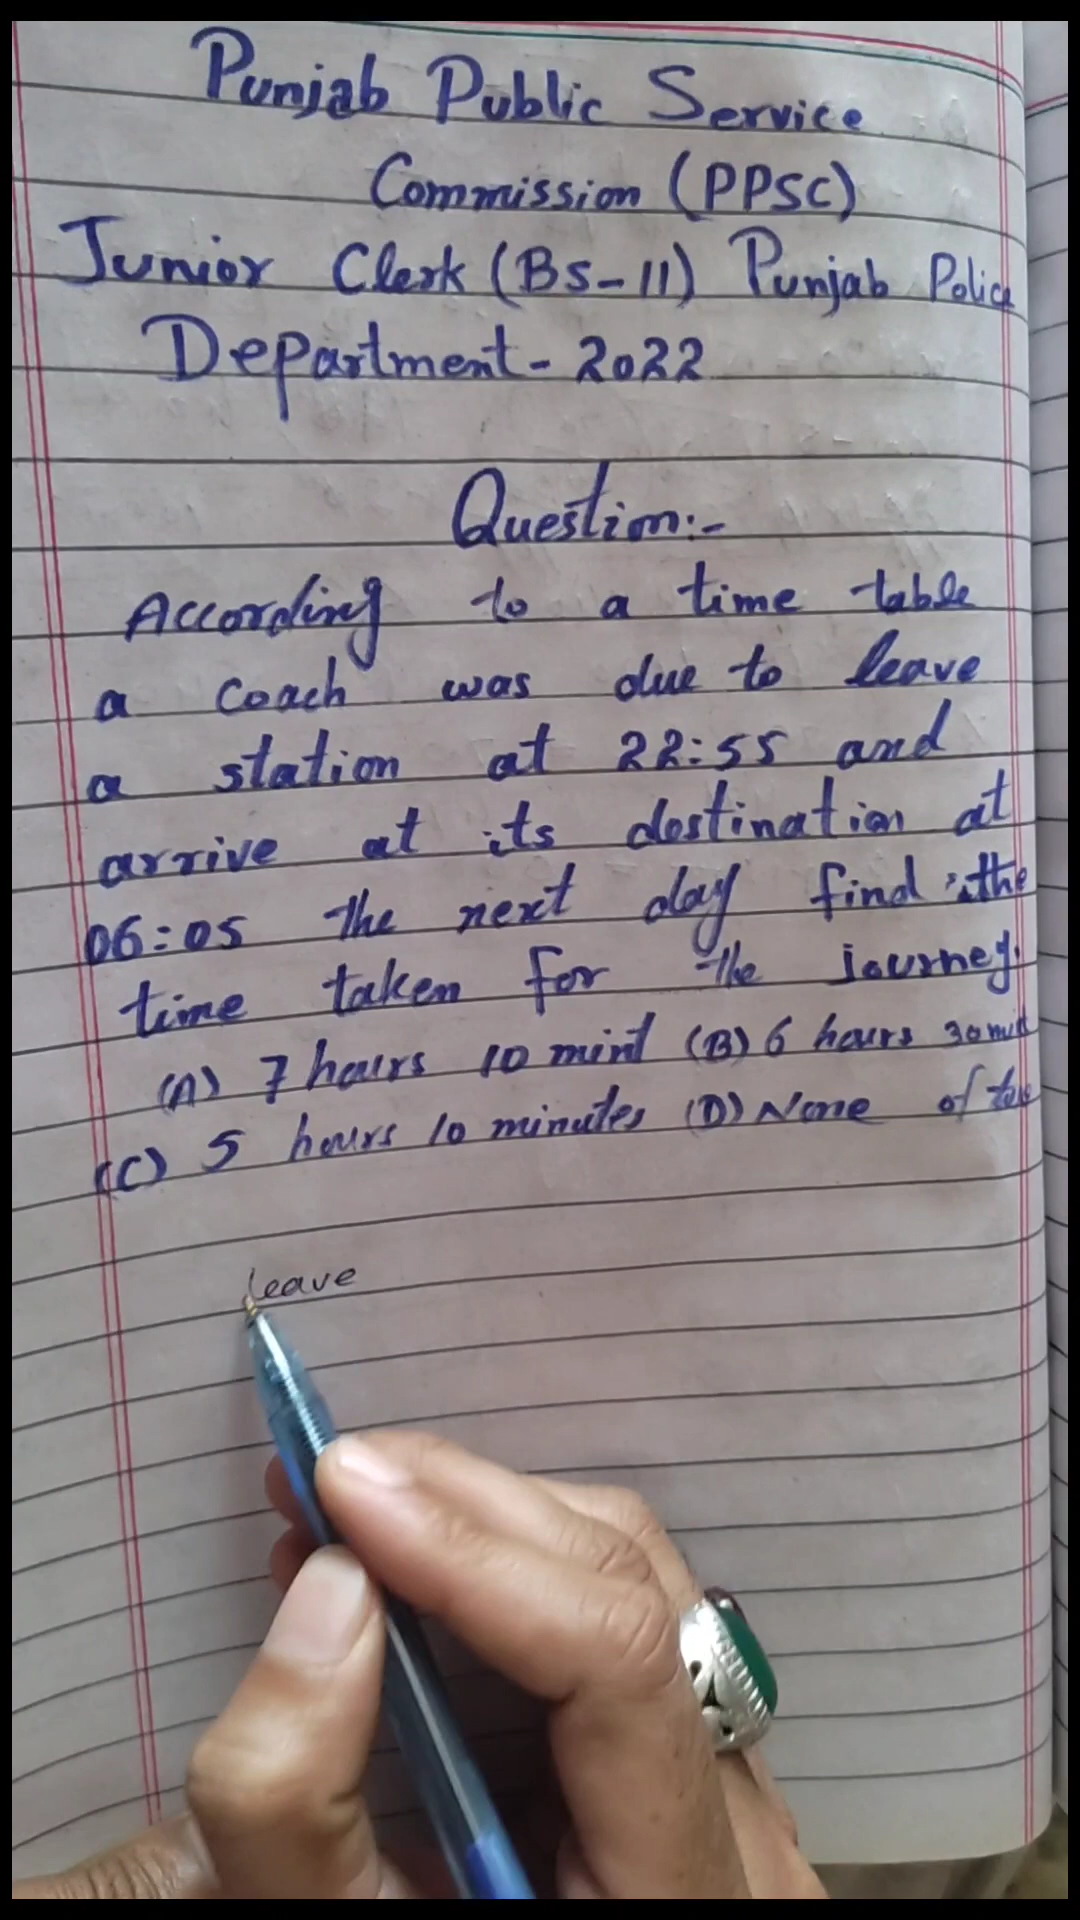 Punjab Public Service
Commission (PPSC)
Junior Clerk (BS-11) Punjab Police
Department - 2022
Question:-
According to a time table
a coach was due to leave
a station at 22:55 and
arrive at its destination at
06:05 the next day find the
time taken for the journey.
(A) 7 hours 10 mint (B) 6 hours 30
(C) 5 hours 10 minutes (D) None of
leave